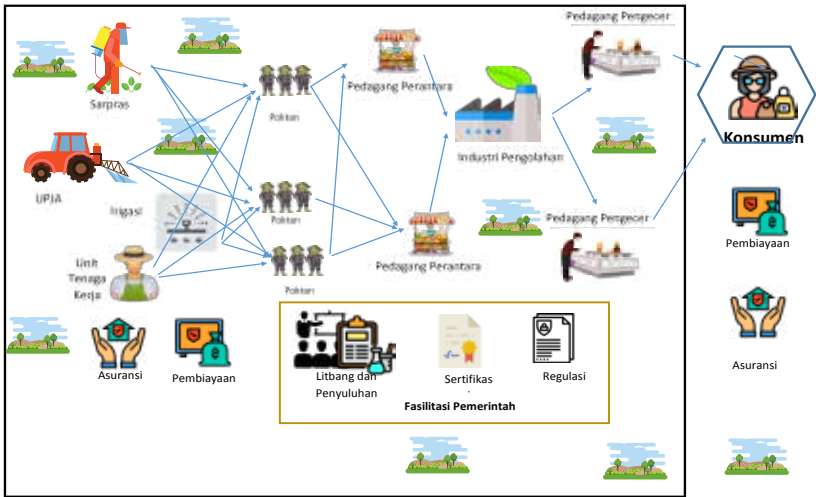 Pedagang Pengecer
Sarpras
Poktan
Pedagang Perantara
Konsumen
Industri Pengolahan
UPJA
Irigasi
Poktan
Pedagang Pengecer
Pembiayaan
Unit
Tenaga
Kerja
Poktan
Pedagang Perantara
Asuransi
Pembiayaan
Litbang dan
Penyuluhan
Sertifikas
Regulasi
Fasilitasi Pemerintah
Asuransi